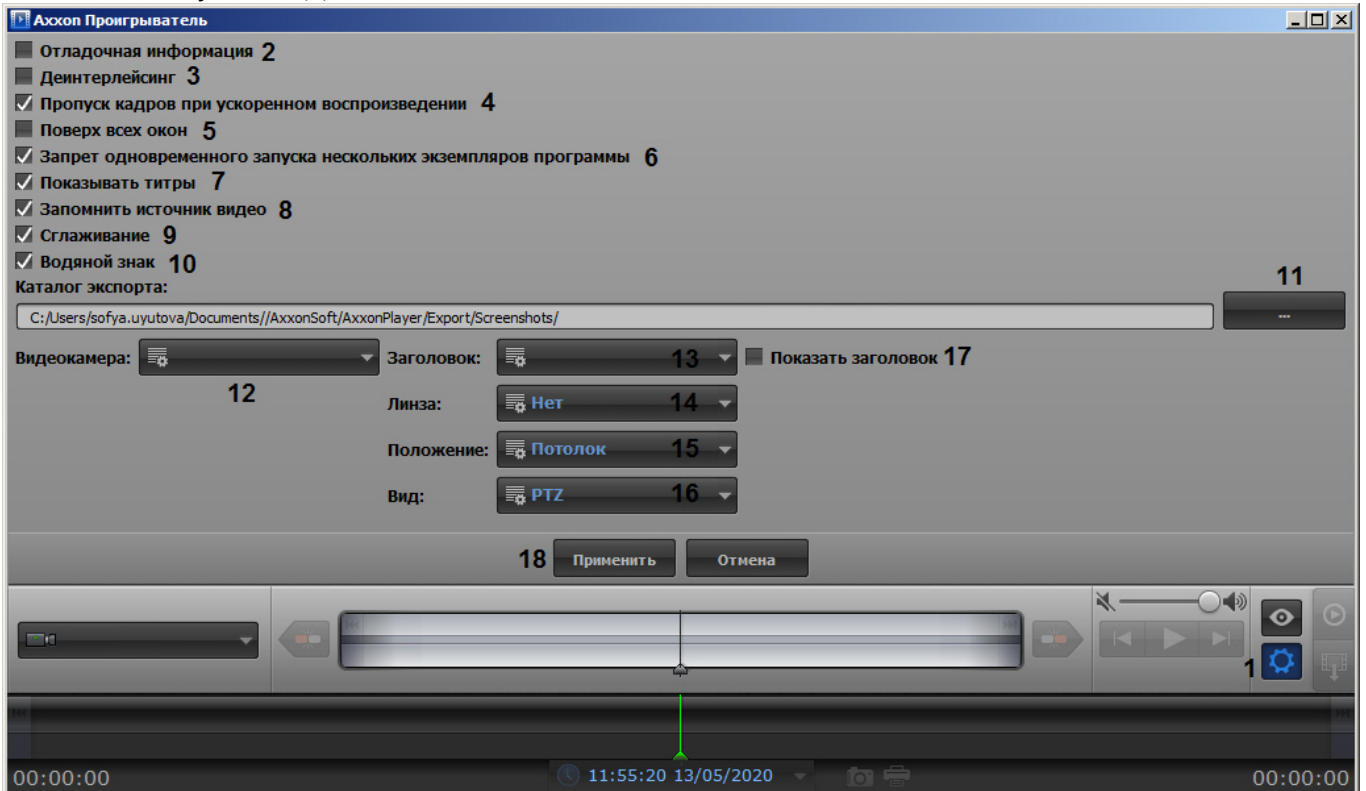 Axxon Проигрыватель
Отладочная информация 2
Деинтерлейсинг 3
Пропуск кадров при ускоренном воспроизведении 4
Поверх всех окон 5
Запрет одновременного запуска нескольких экземпляров программы 6
Показывать титры 7
Запомнить источник видео 8
Сглаживание 9
Водяной знак 10
11
Каталог экспорта:
C:/Users/sofya.uyutova/Documents//AxxonSoft/AxxonPlayer/Export/Screenshots/ ...
Видеокамера: Заголовок: 13 Показать заголовок 17
12
Линза: Нет 14
Положение: Потолок 15
Вид: PTZ 16
18 Применить Отмена
1
00:00:00 11:55:20 13/05/2020 00:00:00